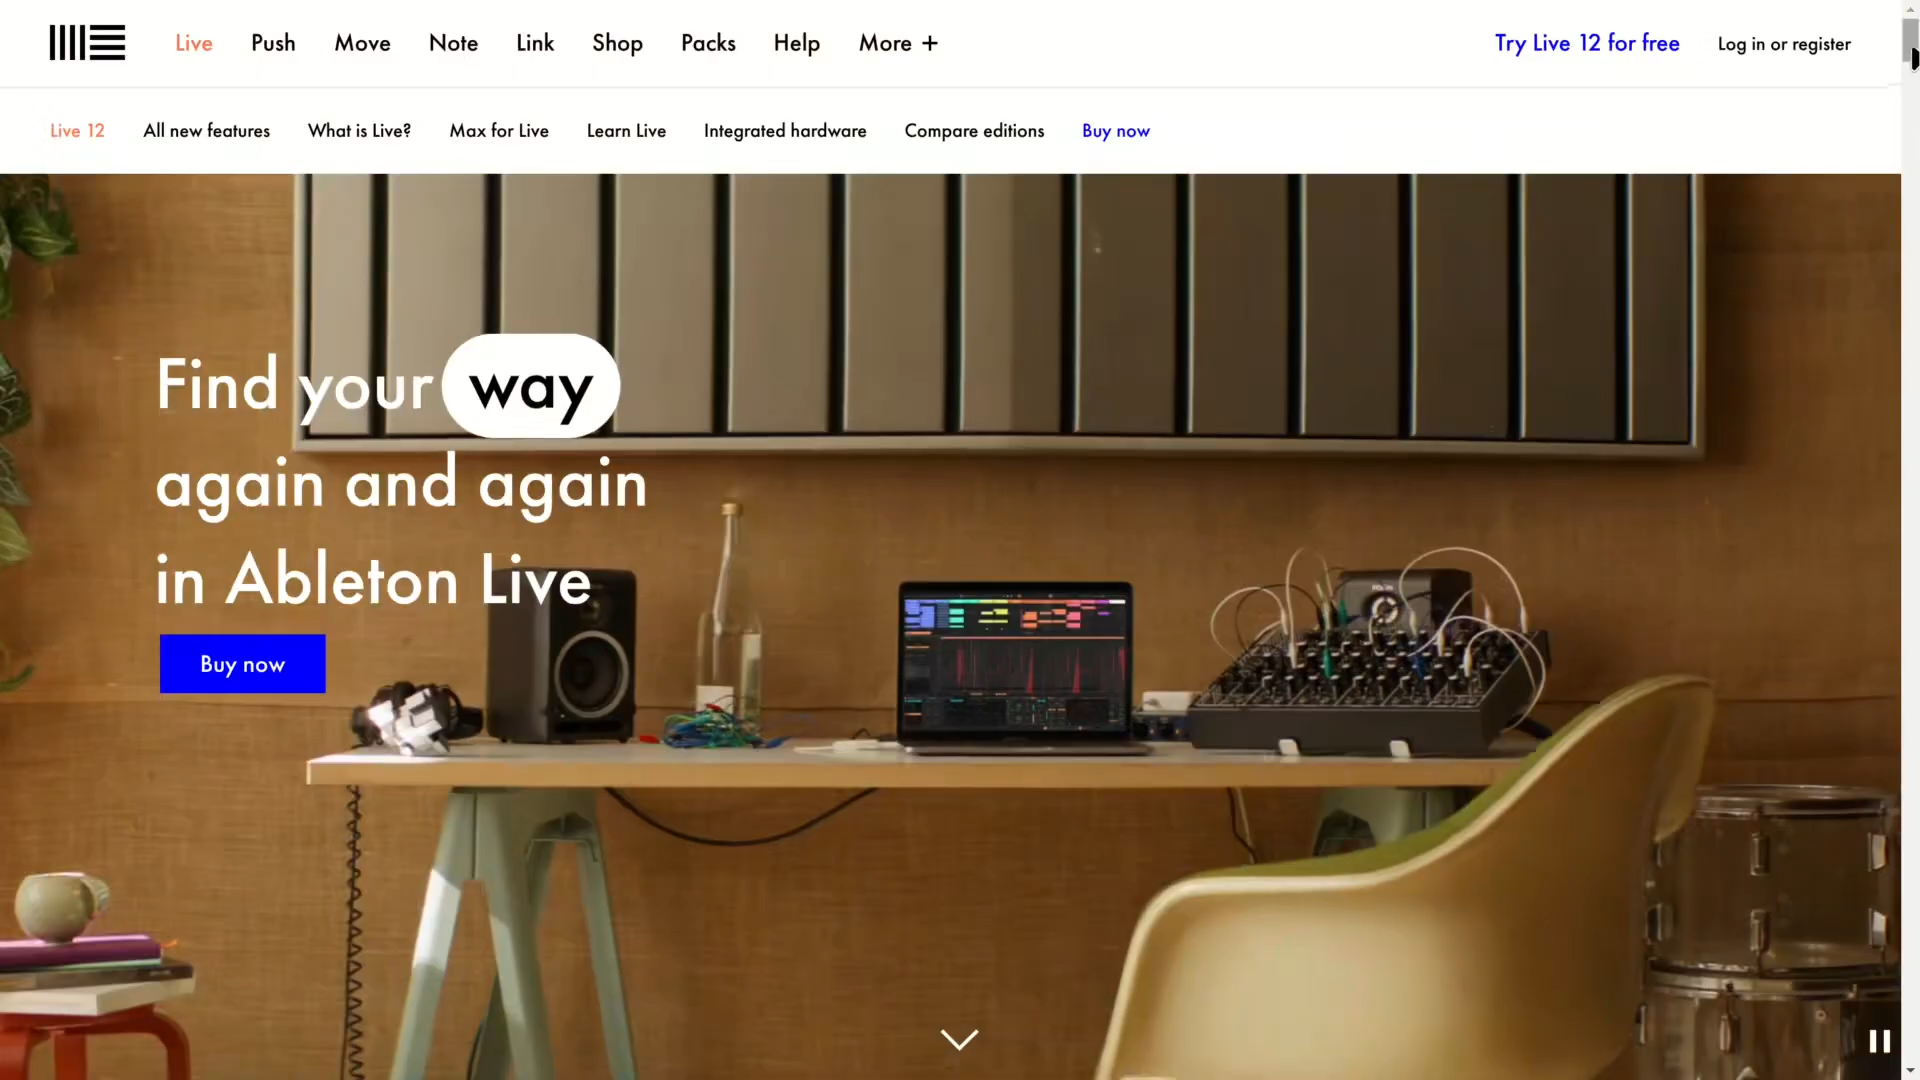 Live Push Move Note Link Shop Packs Help More + Try Live 12 for free Log in or register
Live 12 All new features What is Live? Max for Live Learn Live Integrated hardware Compare editions Buy now
Find your way
again and again
in Ableton Live
Buy now